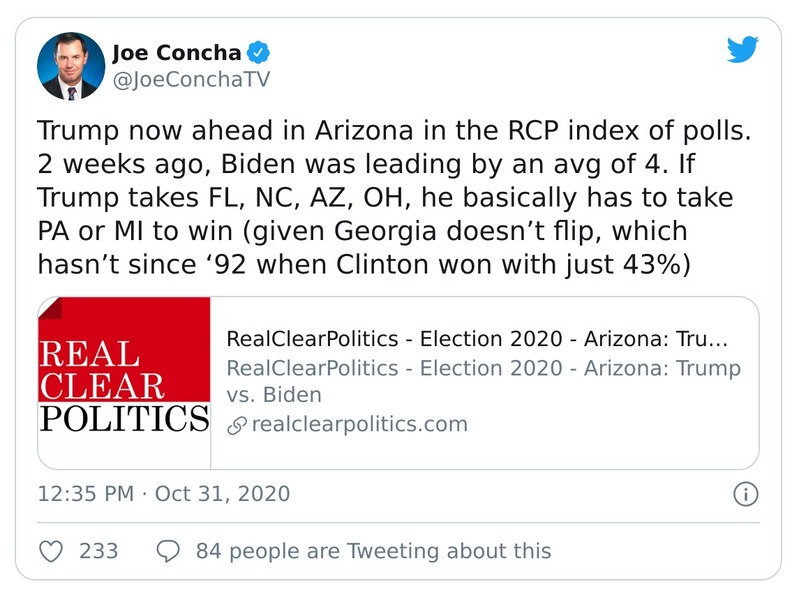 Joe Concha
@JoeConchaTV
Trump now ahead in Arizona in the RCP index of polls.
2 weeks ago, Biden was leading by an avg of 4. If
Trump takes FL, NC, AZ, OH, he basically has to take
PA or MI to win (given Georgia doesn’t flip, which
hasn’t since ‘92 when Clinton won with just 43%)
REAL
CLEAR
POLITICS
RealClearPolitics - Election 2020 - Arizona: Tru...
RealClearPolitics - Election 2020 - Arizona: Trump
vs. Biden
realclearpolitics.com
12:35 PM · Oct 31, 2020
233
84 people are Tweeting about this